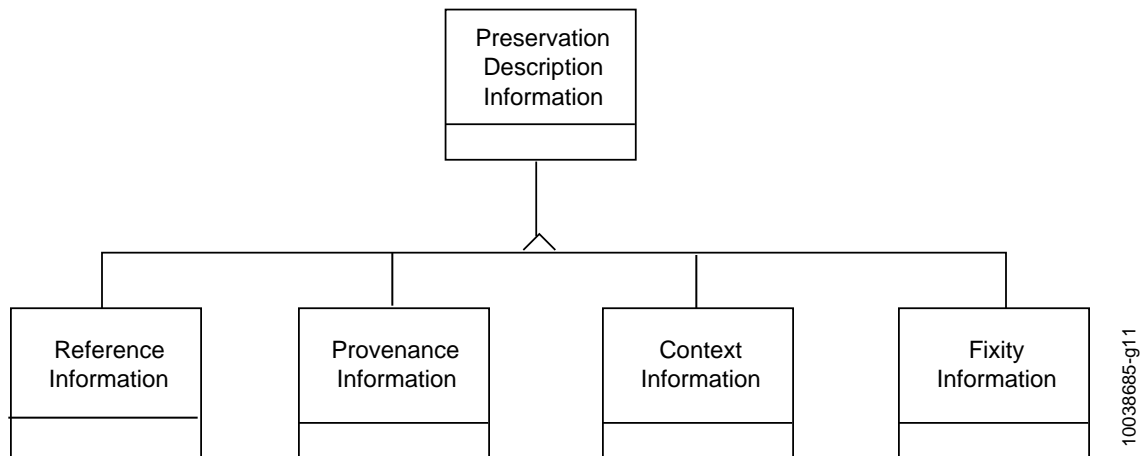 Preservation
Description
Information
Reference
Information
Provenance
Information
Context
Information
Fixity
Information
10038685-g11